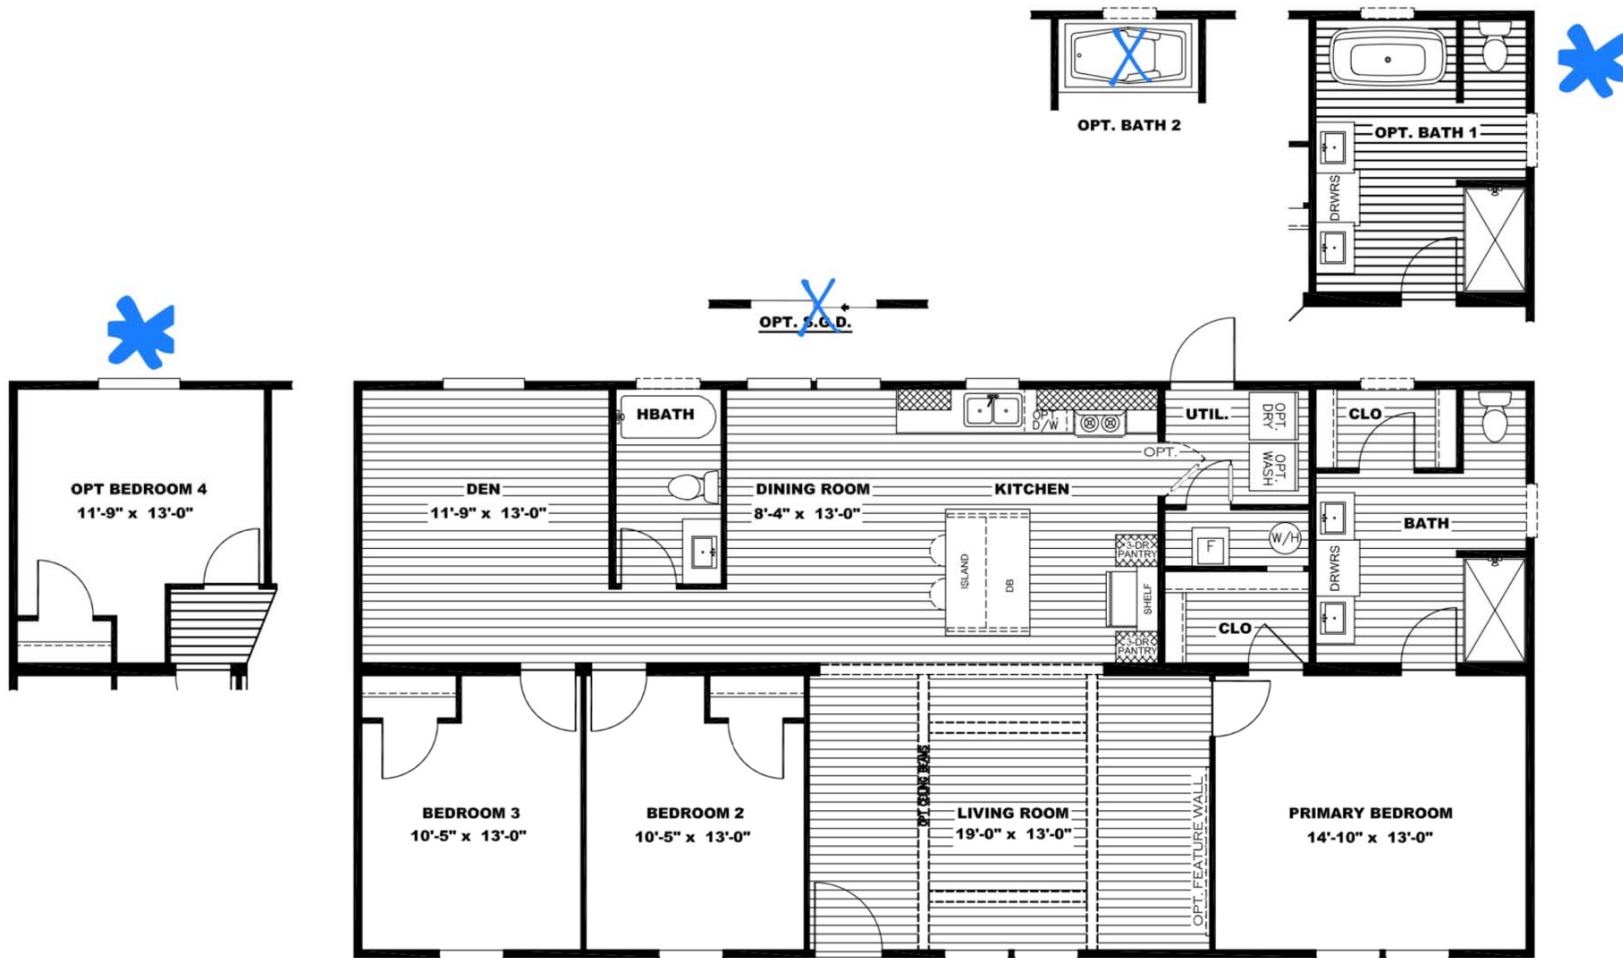 OPT. BATH 2
OPT. BATH 1
DRWRS
OPT. S.G.D.
OPT BEDROOM 4
11'-9" x 13'-0"
DEN
11'-9" x 13'-0"
HBATH
DINING ROOM
8'-4" x 13'-0"
KITCHEN
OPT.
D/W
OPT.
UTIL.
OPT.
DRY
OPT.
WASH
CLO
BATH
DRWRS
F
W/H
ISLAND
DB
3-DR
PANTRY
SHELF
3-DR
PANTRY
CLO
BEDROOM 3
10'-5" x 13'-0"
BEDROOM 2
10'-5" x 13'-0"
OPT CEILING BEAMS
LIVING ROOM
19'-0" x 13'-0"
OPT. FEATURE WALL
PRIMARY BEDROOM
14'-10" x 13'-0"